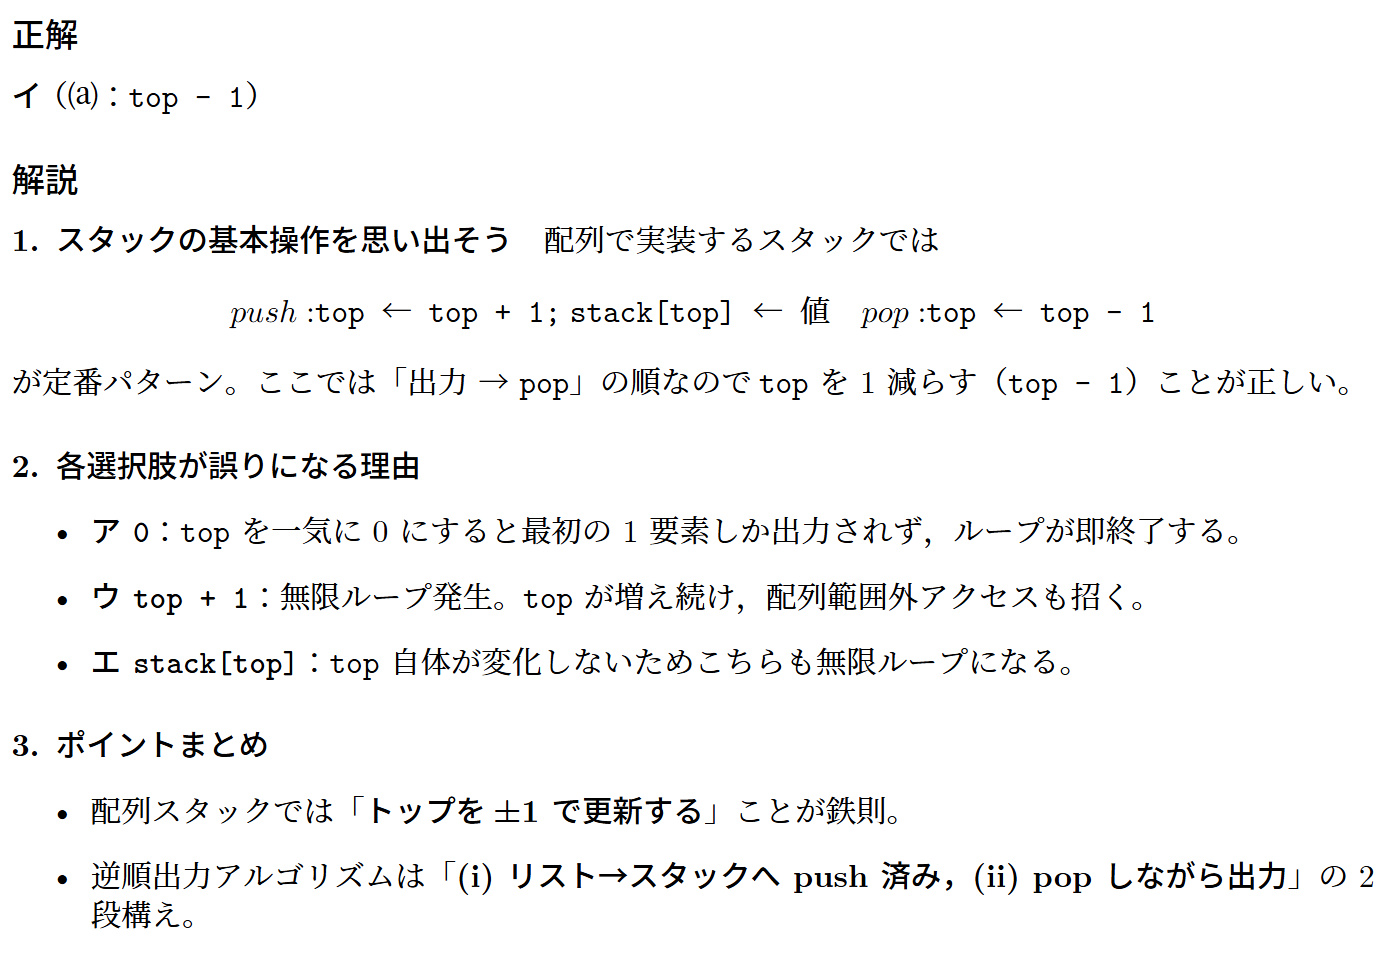 正解
イ（(a)：top - 1）
解説
1. スタックの基本操作を思い出そう　配列で実装するスタックでは
push :top ← top + 1; stack[top] ← 値　pop :top ← top - 1
が定番パターン。ここでは「出力 → pop」の順なので top を 1 減らす（top - 1）ことが正しい。
2. 各選択肢が誤りになる理由
• ア 0：top を一気に 0 にすると最初の 1 要素しか出力されず，ループが即終了する。
• ウ top + 1：無限ループ発生。top が増え続け，配列範囲外アクセスも招く。
• エ stack[top]：top 自体が変化しないためこちらも無限ループになる。
3. ポイントまとめ
• 配列スタックでは「トップを ±1 で更新する」ことが鉄則。
• 逆順出力アルゴリズムは「(i) リスト→スタックへ push 済み，(ii) pop しながら出力」の 2
段構え。